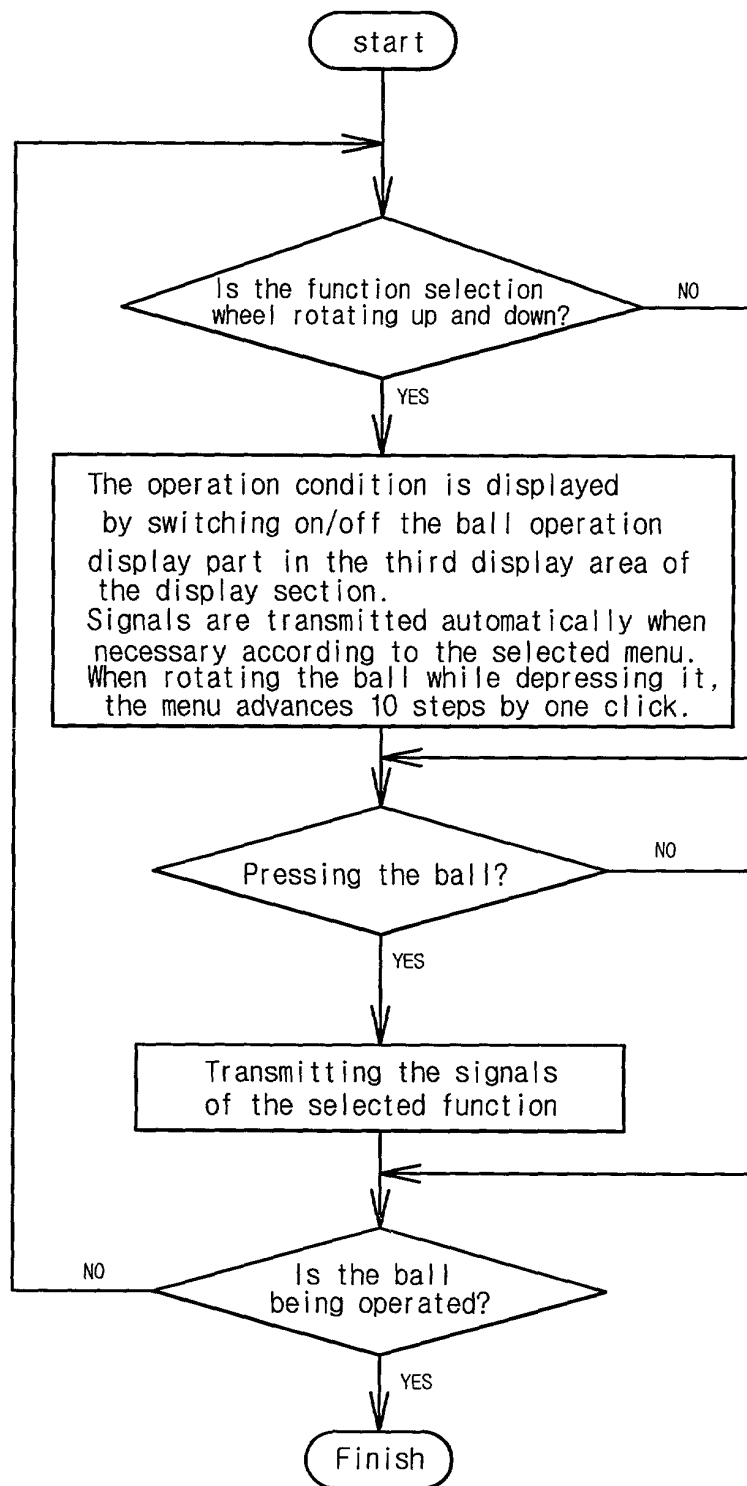 start
Is the function selection
wheel rotating up and down?
NO
YES
The operation condition is displayed
by switching on/off the ball operation
display part in the third display area of
the display section.
Signals are transmitted automatically when
necessary according to the selected menu.
When rotating the ball while depressing it,
the menu advances 10 steps by one click.
Pressing the ball?
NO
YES
Transmitting the signals
of the selected function
NO
Is the ball
being operated?
YES
Finish